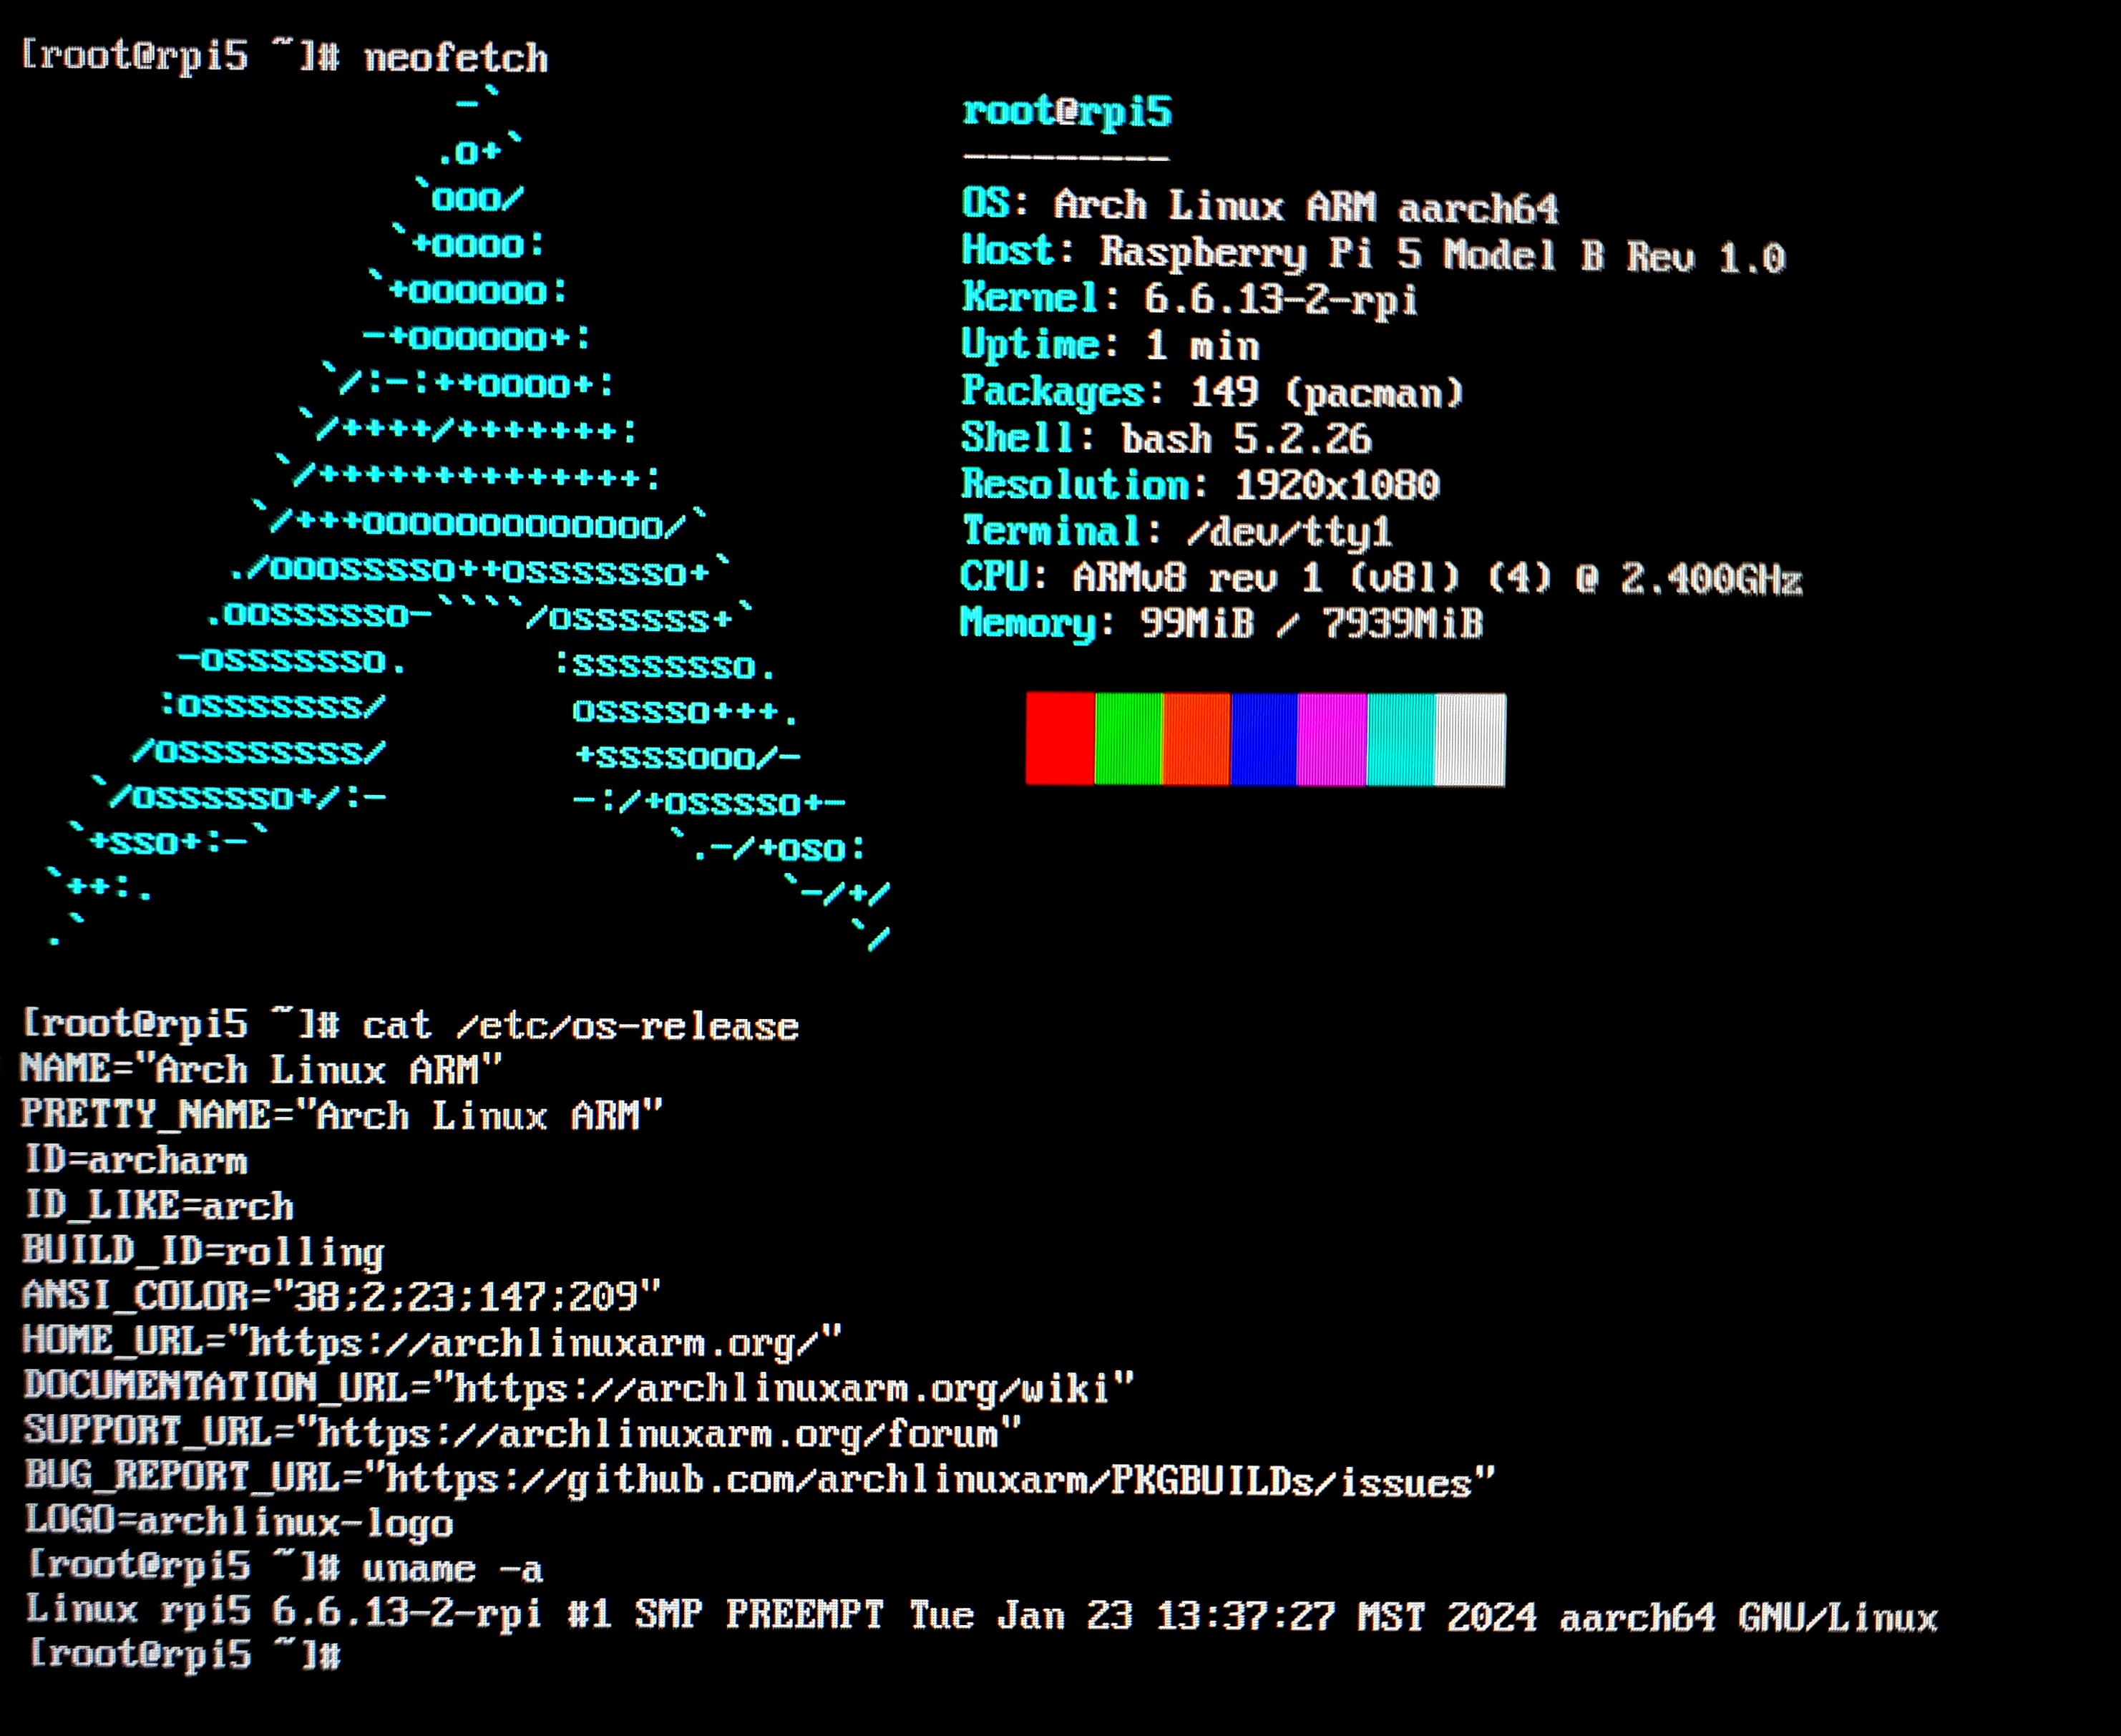 [root@rpi5 ~]# neofetch
                   -`
                  .o+`
                 `ooo/
                `+oooo:
               `+oooooo:
               -+oooooo+:
             `/:-:++oooo+:
            `/++++/+++++++:
           `/++++++++++++++:
          `/+++ooooooooooooo/`
         ./ooosssso++osssssso+`
        .oossssso-````/ossssss+`
       -osssssso.      :ssssssso.
      :osssssss/        osssso+++.
     /ossssssss/        +ssssooo/-
   `/ossssso+/:-        -:/+osssso+-
  `+sso+:-`                 `.-/+oso:
 `++:.                           `-/+/
 .`                                 `/
root@rpi5
---------
OS: Arch Linux ARM aarch64
Host: Raspberry Pi 5 Model B Rev 1.0
Kernel: 6.6.13-2-rpi
Uptime: 1 min
Packages: 149 (pacman)
Shell: bash 5.2.26
Resolution: 1920x1080
Terminal: /dev/tty1
CPU: ARMv8 rev 1 (v8l) (4) @ 2.400GHz
Memory: 99MiB / 7939MiB
[root@rpi5 ~]# cat /etc/os-release
NAME="Arch Linux ARM"
PRETTY_NAME="Arch Linux ARM"
ID=archarm
ID_LIKE=arch
BUILD_ID=rolling
ANSI_COLOR="38;2;23;147;209"
HOME_URL="https://archlinuxarm.org/"
DOCUMENTATION_URL="https://archlinuxarm.org/wiki"
SUPPORT_URL="https://archlinuxarm.org/forum"
BUG_REPORT_URL="https://github.com/archlinuxarm/PKGBUILDs/issues"
LOGO=archlinux-logo
[root@rpi5 ~]# uname -a
Linux rpi5 6.6.13-2-rpi #1 SMP PREEMPT Tue Jan 23 13:37:27 MST 2024 aarch64 GNU/Linux
[root@rpi5 ~]#